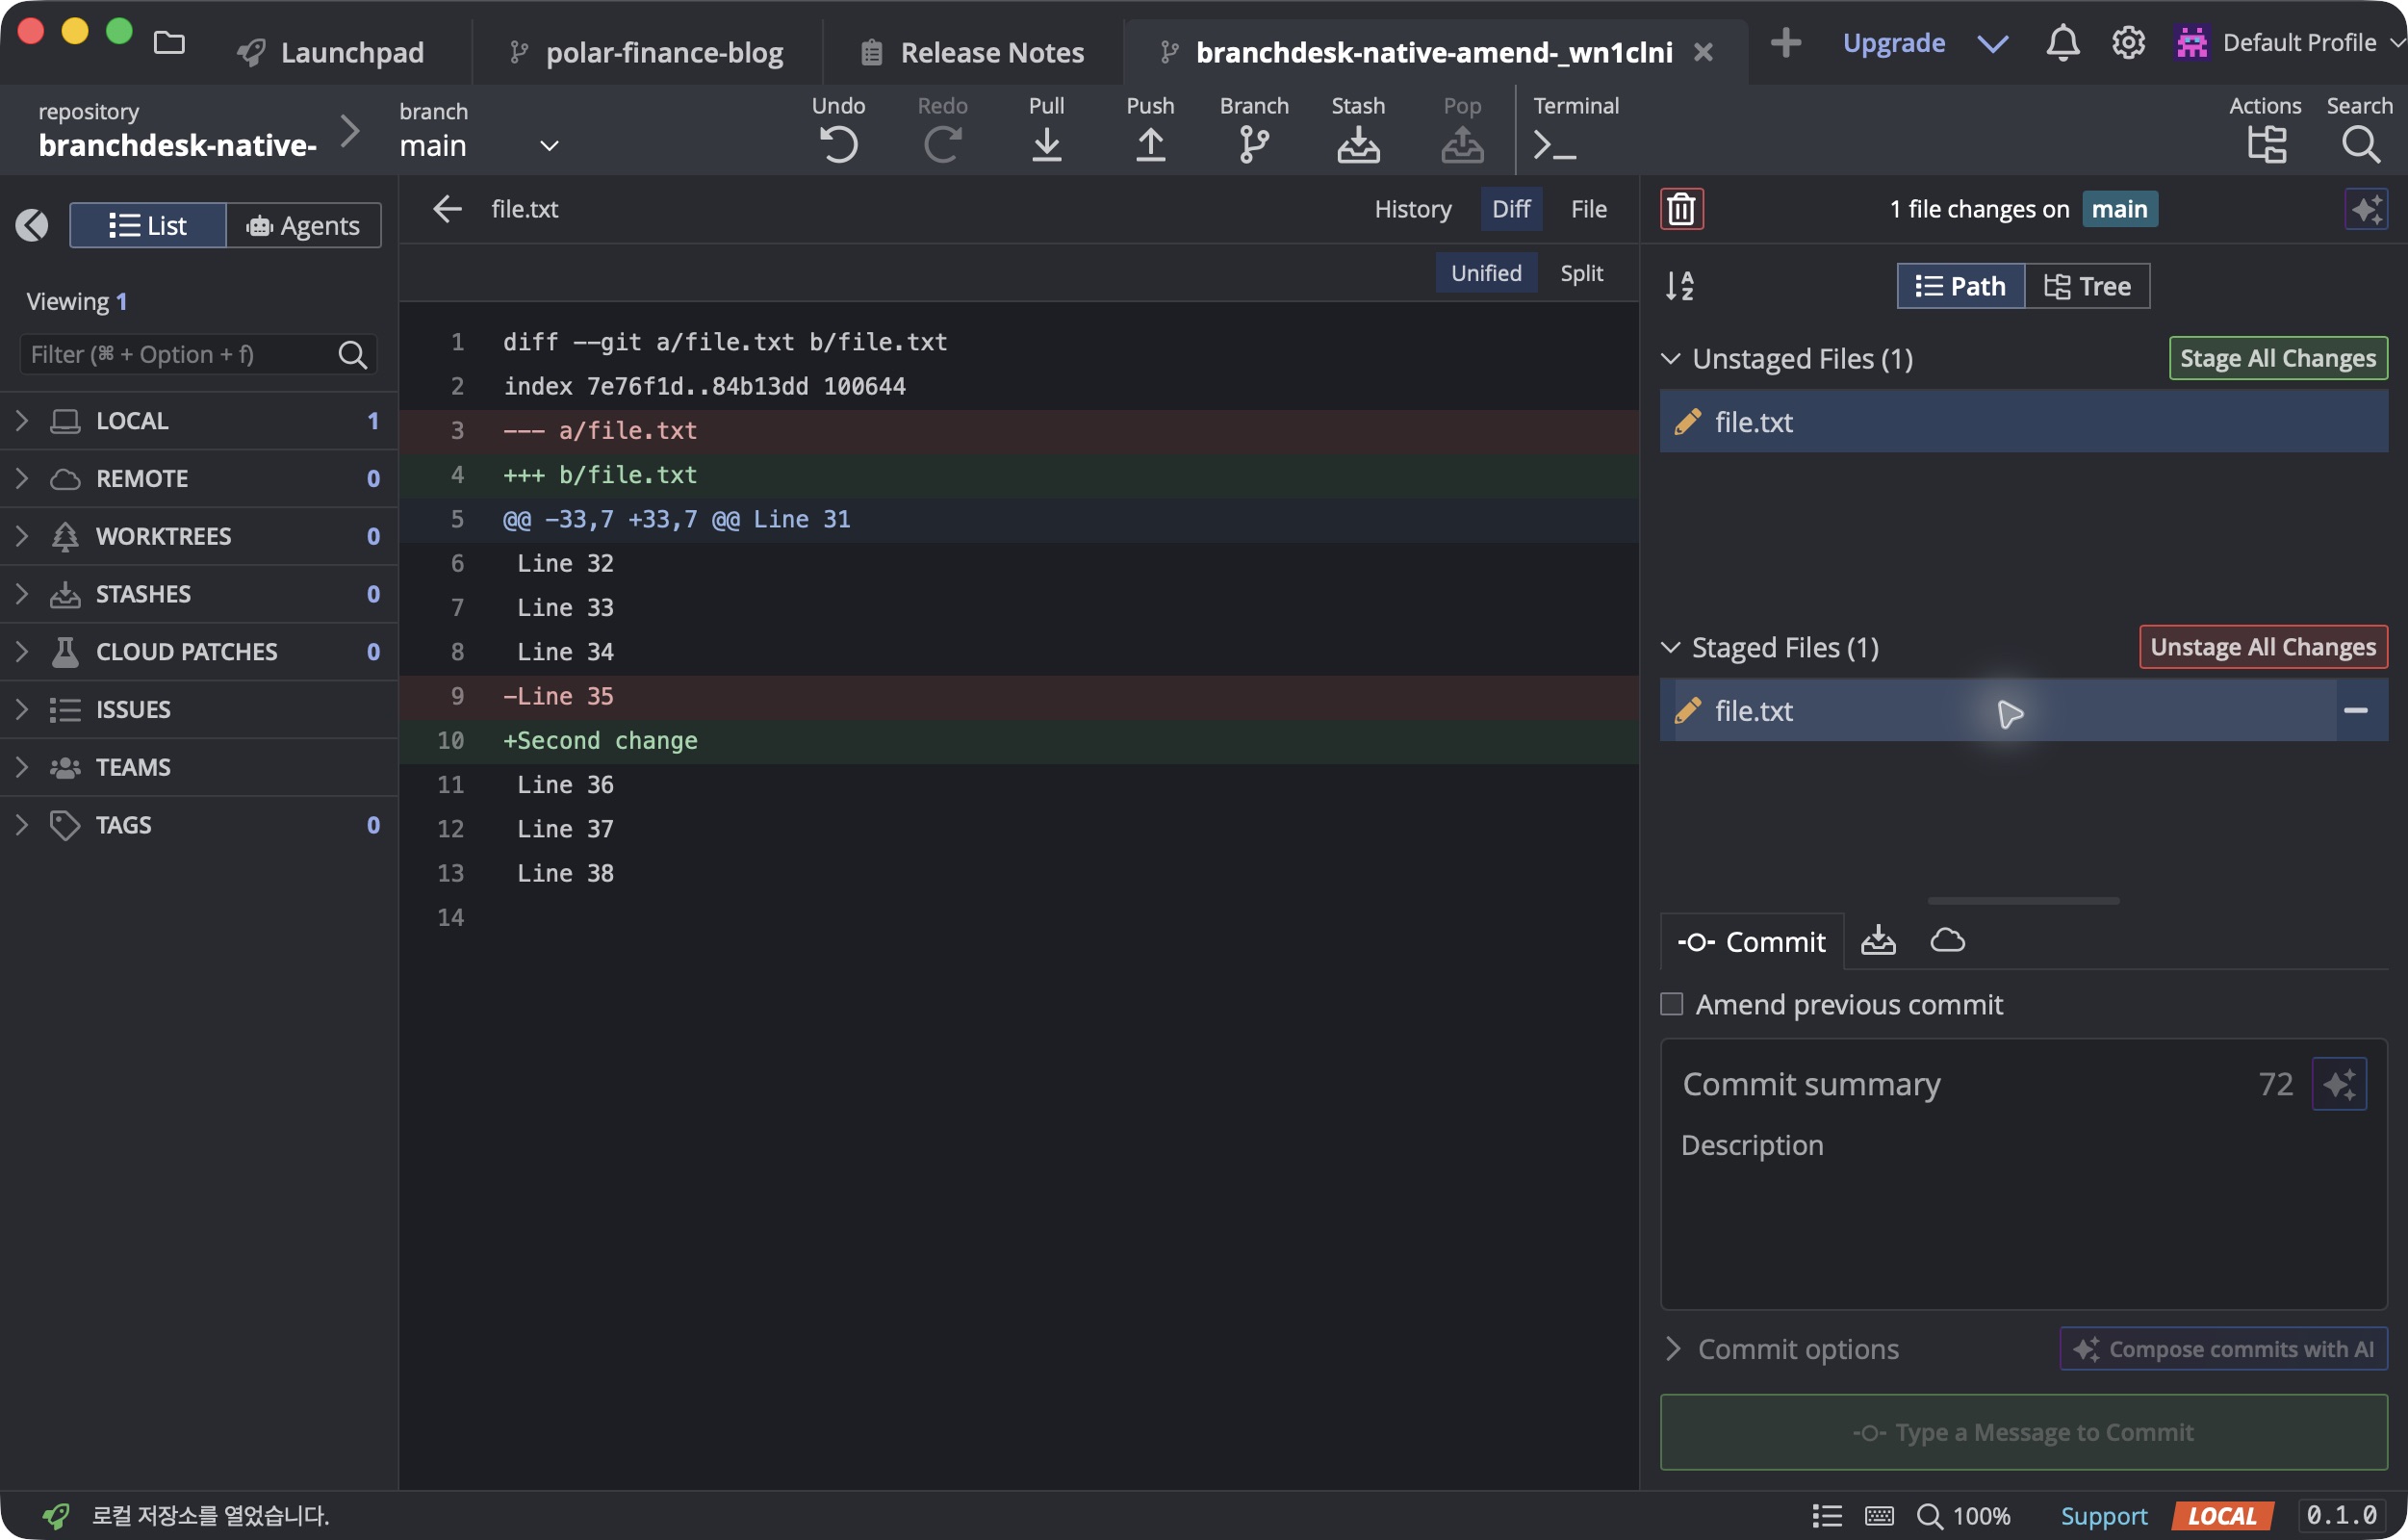 Launchpad
polar-finance-blog
Release Notes
branchdesk-native-amend-_wn1clni
Upgrade
Default Profile
repository
branchdesk-native-
branch
main
Undo
Redo
Pull
Push
Branch
Stash
Pop
Terminal
Actions
Search
List
Agents
Viewing 1
Filter (⌘ + Option + f)
LOCAL 1
REMOTE 0
WORKTREES 0
STASHES 0
CLOUD PATCHES 0
ISSUES
TEAMS
TAGS 0
file.txt
History
Diff
File
Unified
Split
1 diff --git a/file.txt b/file.txt
2 index 7e76f1d..84b13dd 100644
3 --- a/file.txt
4 +++ b/file.txt
5 @@ -33,7 +33,7 @@ Line 31
6 Line 32
7 Line 33
8 Line 34
9 -Line 35
10 +Second change
11 Line 36
12 Line 37
13 Line 38
14
1 file changes on main
Path
Tree
Unstaged Files (1)
Stage All Changes
file.txt
Staged Files (1)
Unstage All Changes
file.txt
Commit
Amend previous commit
Commit summary
72
Description
Commit options
Compose commits with AI
Type a Message to Commit
로컬 저장소를 열었습니다.
100%
Support
LOCAL
0.1.0